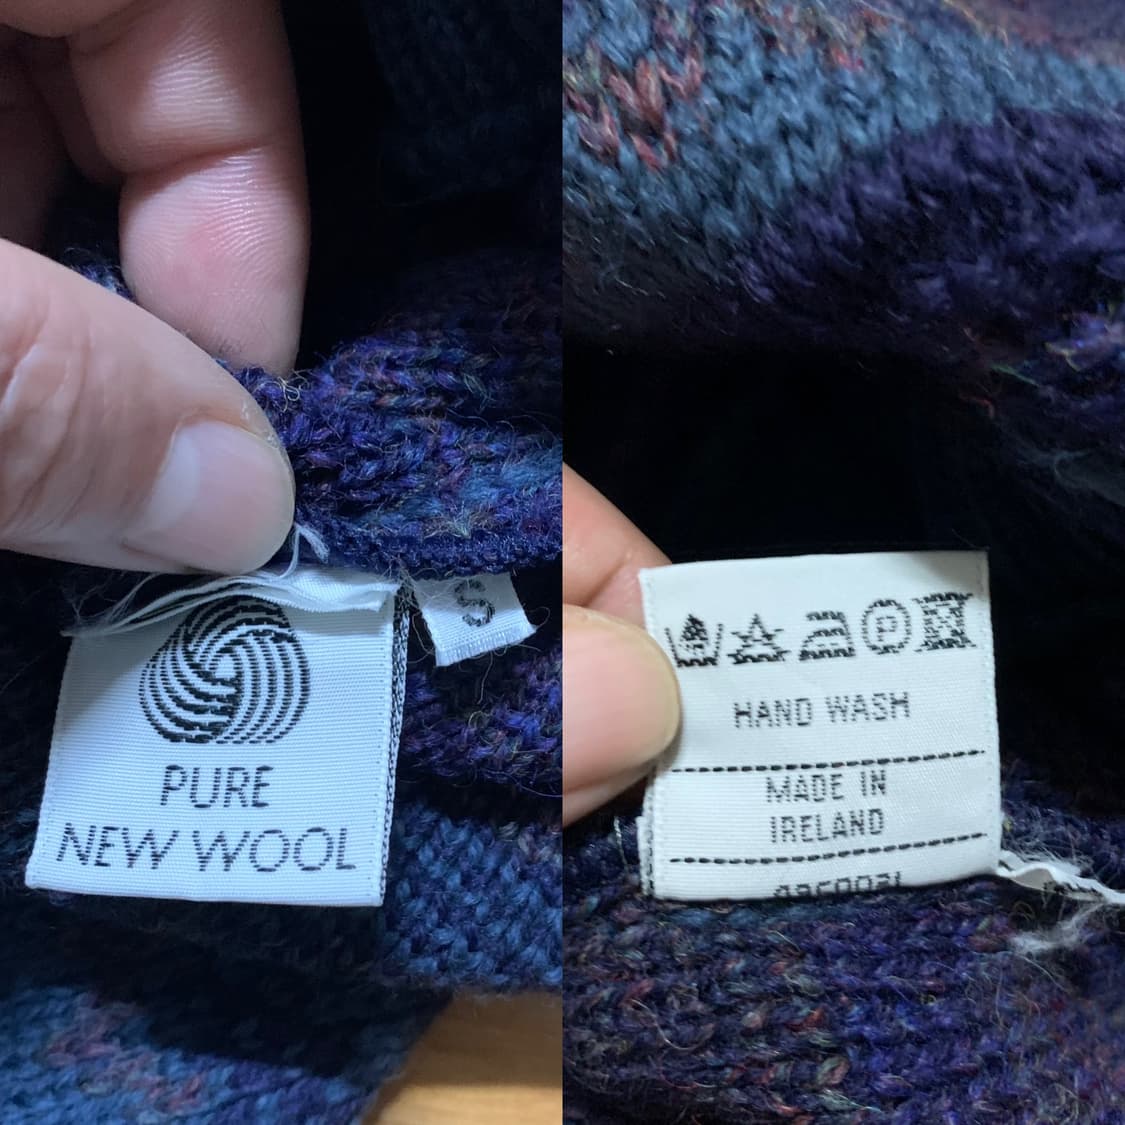 S
PURE
NEW WOOL
P
HAND WASH
MADE IN
IRELAND